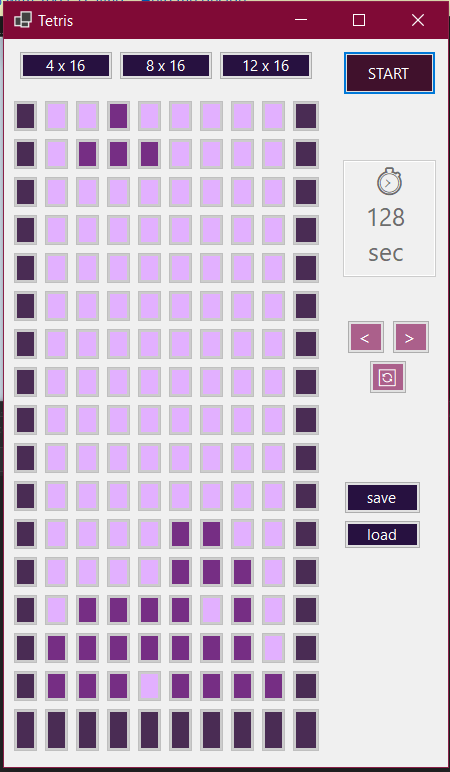 Tetris
4 x 16
8 x 16
12 x 16
START
128
sec
<
>
save
load